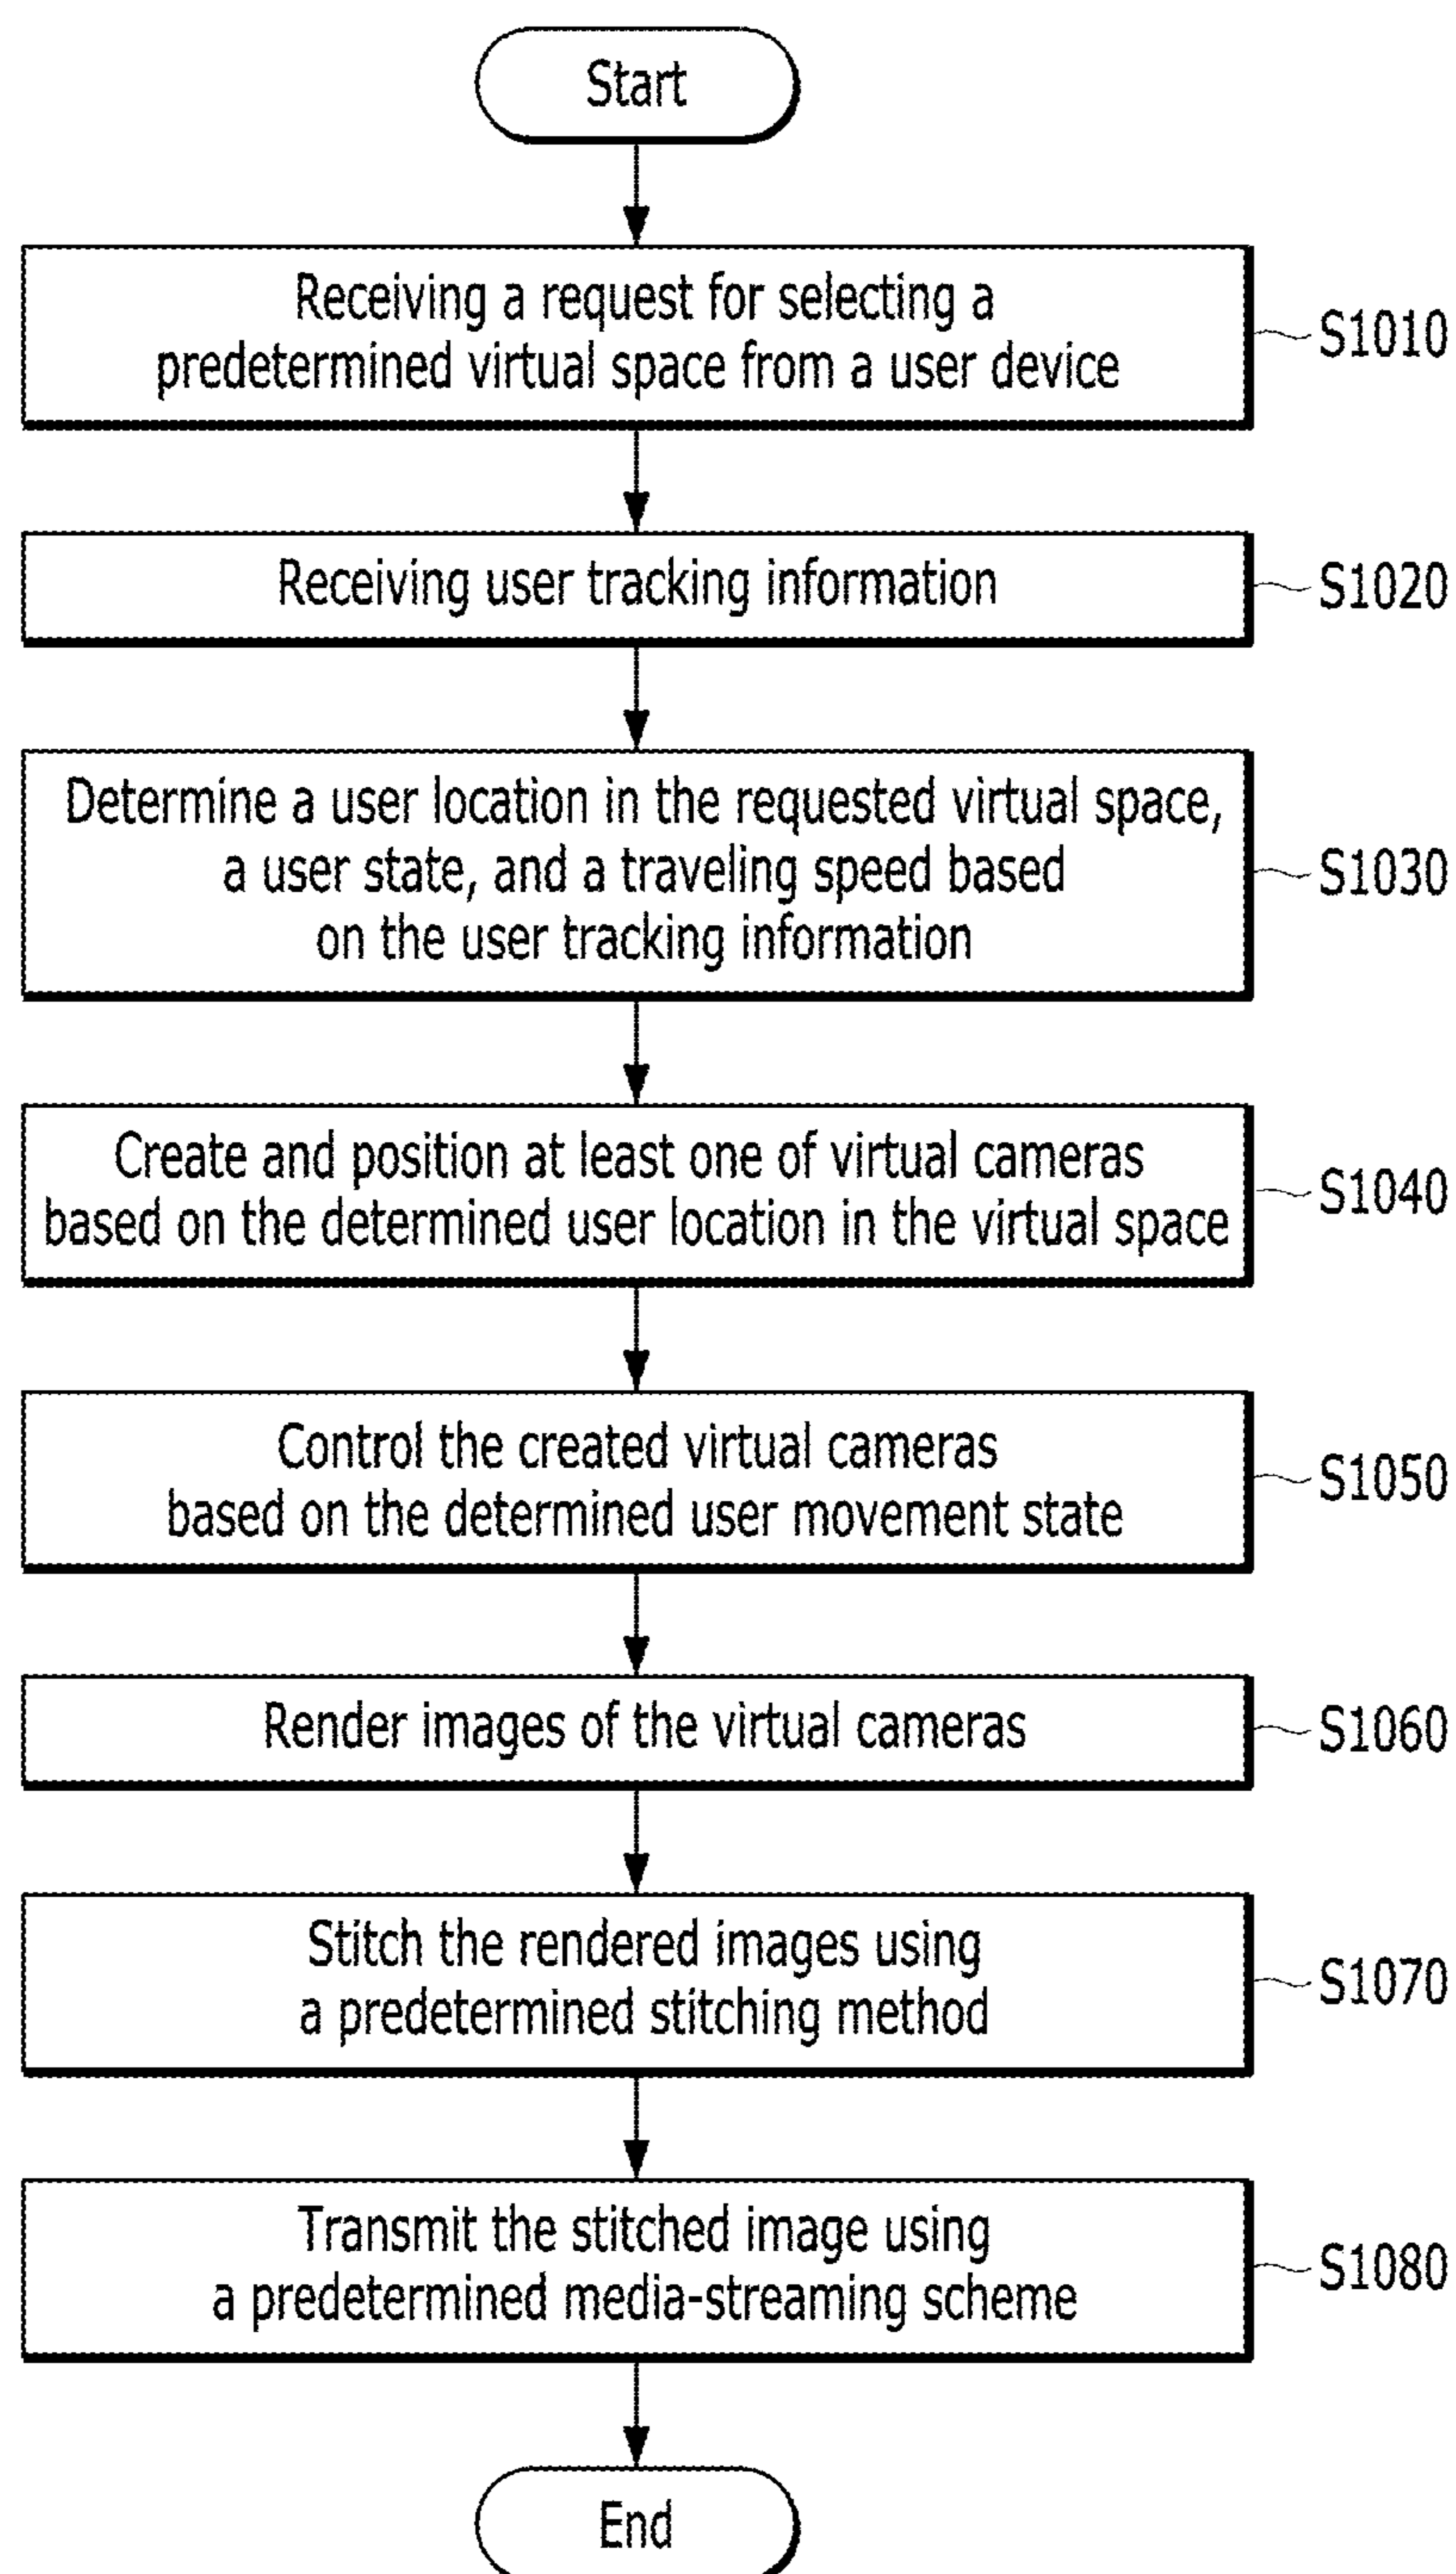 Start
Receiving a request for selecting a
predetermined virtual space from a user device
S1010
Receiving user tracking information
S1020
Determine a user location in the requested virtual space,
a user state, and a traveling speed based
on the user tracking information
S1030
Create and position at least one of virtual cameras
based on the determined user location in the virtual space
S1040
Control the created virtual cameras
based on the determined user movement state
S1050
Render images of the virtual cameras
S1060
Stitch the rendered images using
a predetermined stitching method
S1070
Transmit the stitched image using
a predetermined media-streaming scheme
S1080
End